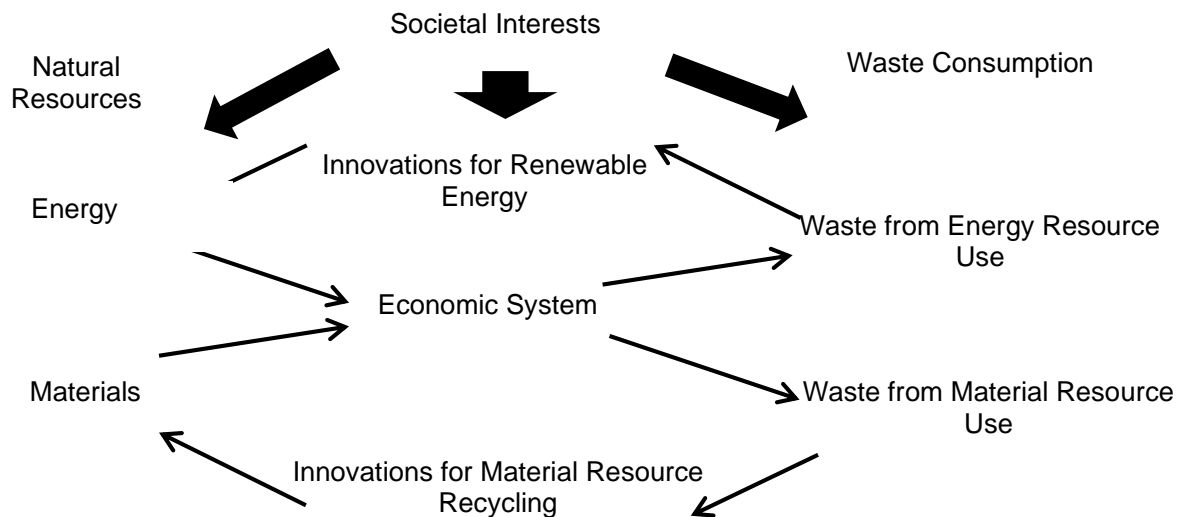 Societal Interests
Natural
Resources
Waste Consumption
Innovations for Renewable
Energy
Energy
Waste from Energy Resource
Use
Economic System
Materials
Waste from Material Resource
Use
Innovations for Material Resource
Recycling